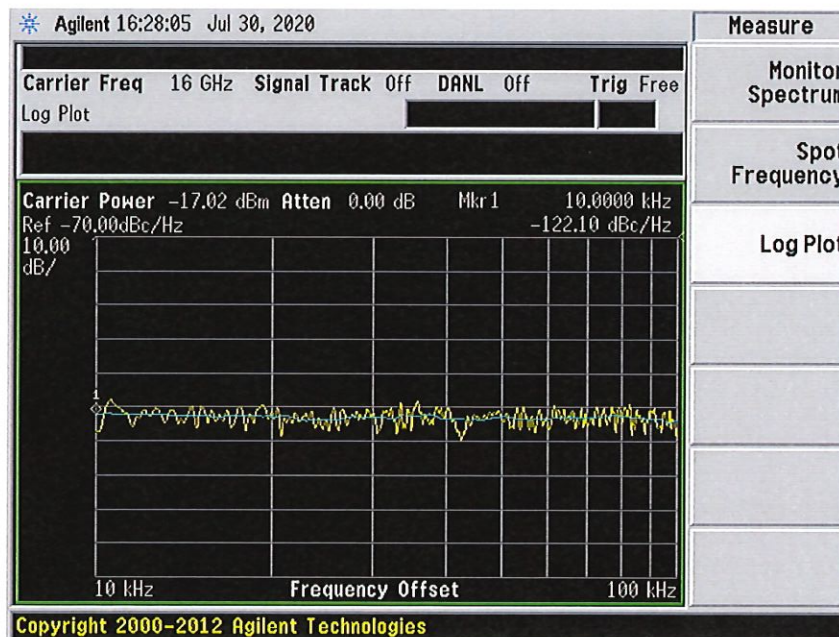 Agilent 16:28:05 Jul 30, 2020
Measure
Carrier Freq 16 GHz Signal Track Off DANL Off Trig Free
Log Plot
Monitor
Spectrum
Spot
Frequency
Log Plot
Carrier Power -17.02 dBm Atten 0.00 dB Mkr1 10.0000 kHz
Ref -70.00dBc/Hz -122.10 dBc/Hz
10.00
dB/
1
10 kHz Frequency Offset 100 kHz
Copyright 2000-2012 Agilent Technologies